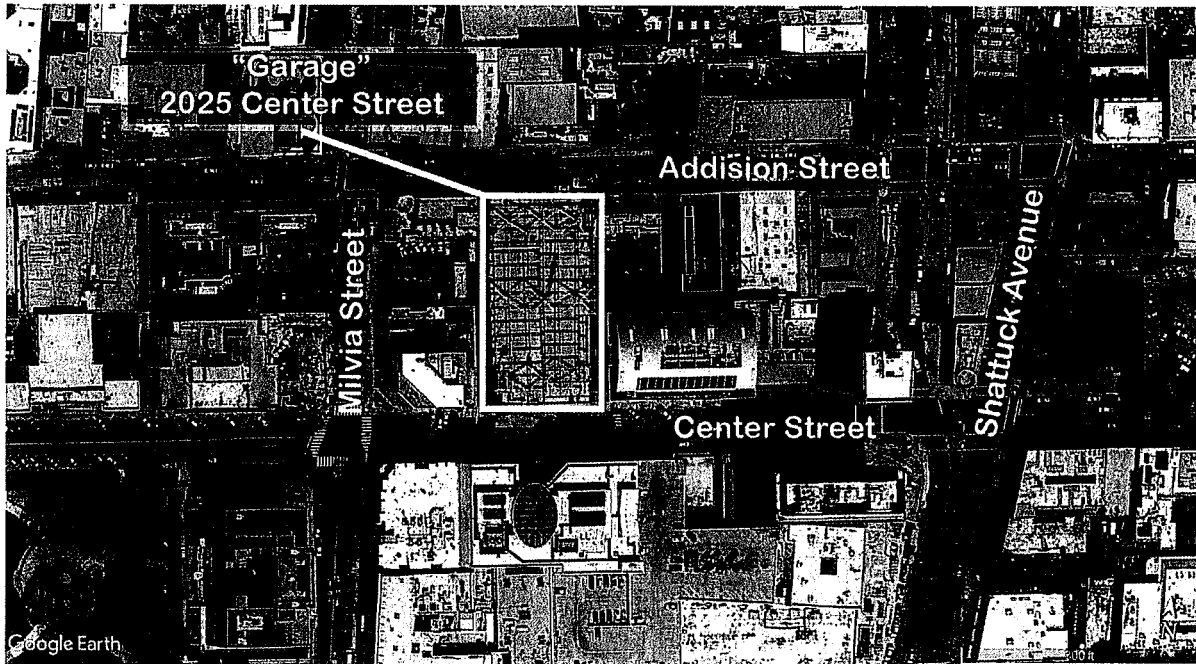 "Garage"
2025 Center Street
Addision Street
Milvia Street
Shattuck Avenue
Center Street
Google Earth
N